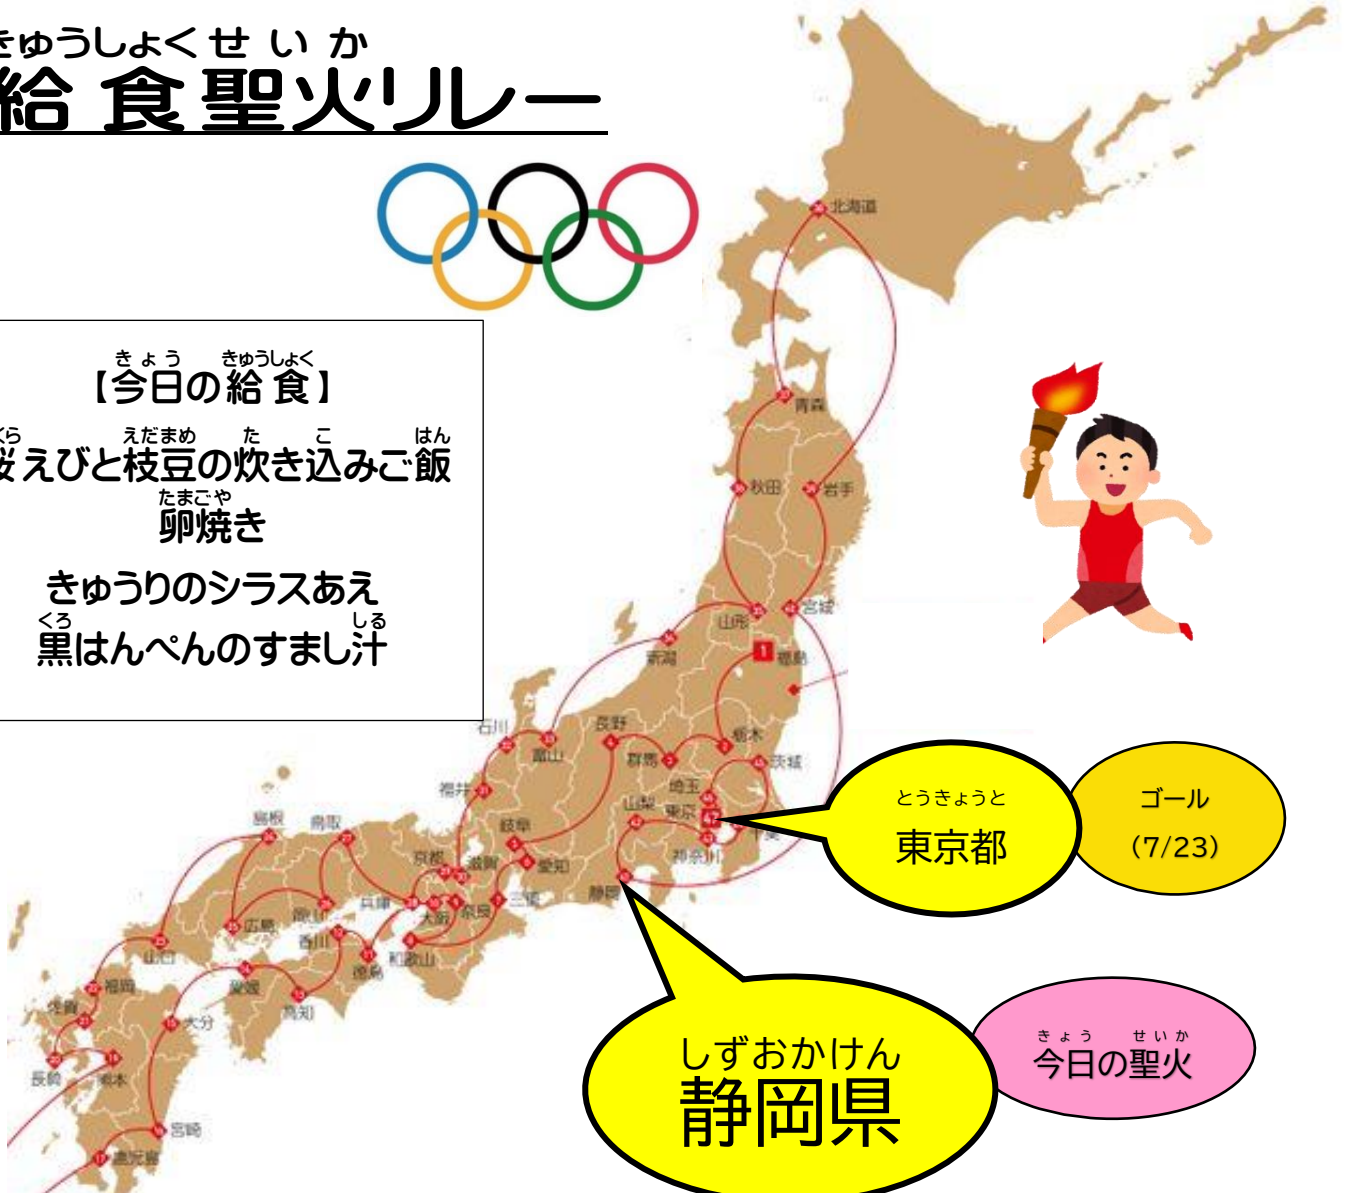 きゅうしょくせいか
給食聖火リレー
きょう きゅうしょく
【今日の給食】
くら えだまめ た こ はん
桜えびと枝豆の炊き込みご飯
たまごや
卵焼き
きゅうりのシラスあえ
くろ しる
黒はんぺんのすまし汁
北海道
青森
秋田
岩手
山形
宮城
新潟
1
福島
石川
富山
長野
群馬
栃木
茨城
福井
埼玉
山梨
東京
千葉
神奈川
岐阜
愛知
静岡
島根
鳥取
京都
滋賀
三重
兵庫
大阪
奈良
和歌山
広島
岡山
香川
徳島
山口
愛媛
高知
福岡
佐賀
大分
長崎
熊本
宮崎
鹿児島
とうきょうと
東京都
ゴール
(7/23)
しずおかけん
静岡県
きょう せいか
今日の聖火